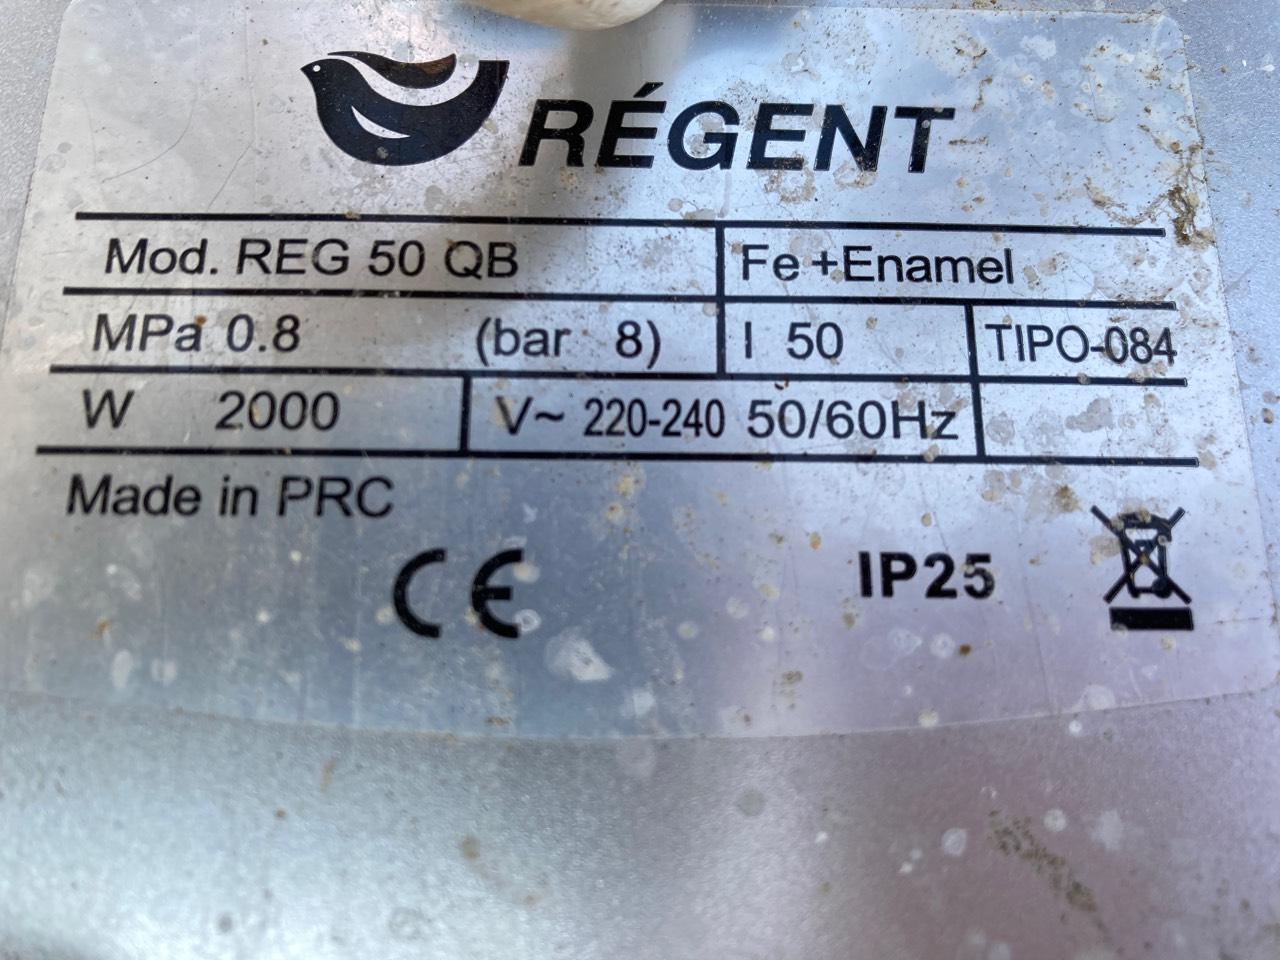 RÉGENT
Mod. REG 50 QB Fe+Enamel
MPa 0.8 (bar 8) l 50 TIPO-084
W 2000 V~ 220-240 50/60Hz
Made in PRC
CE IP25